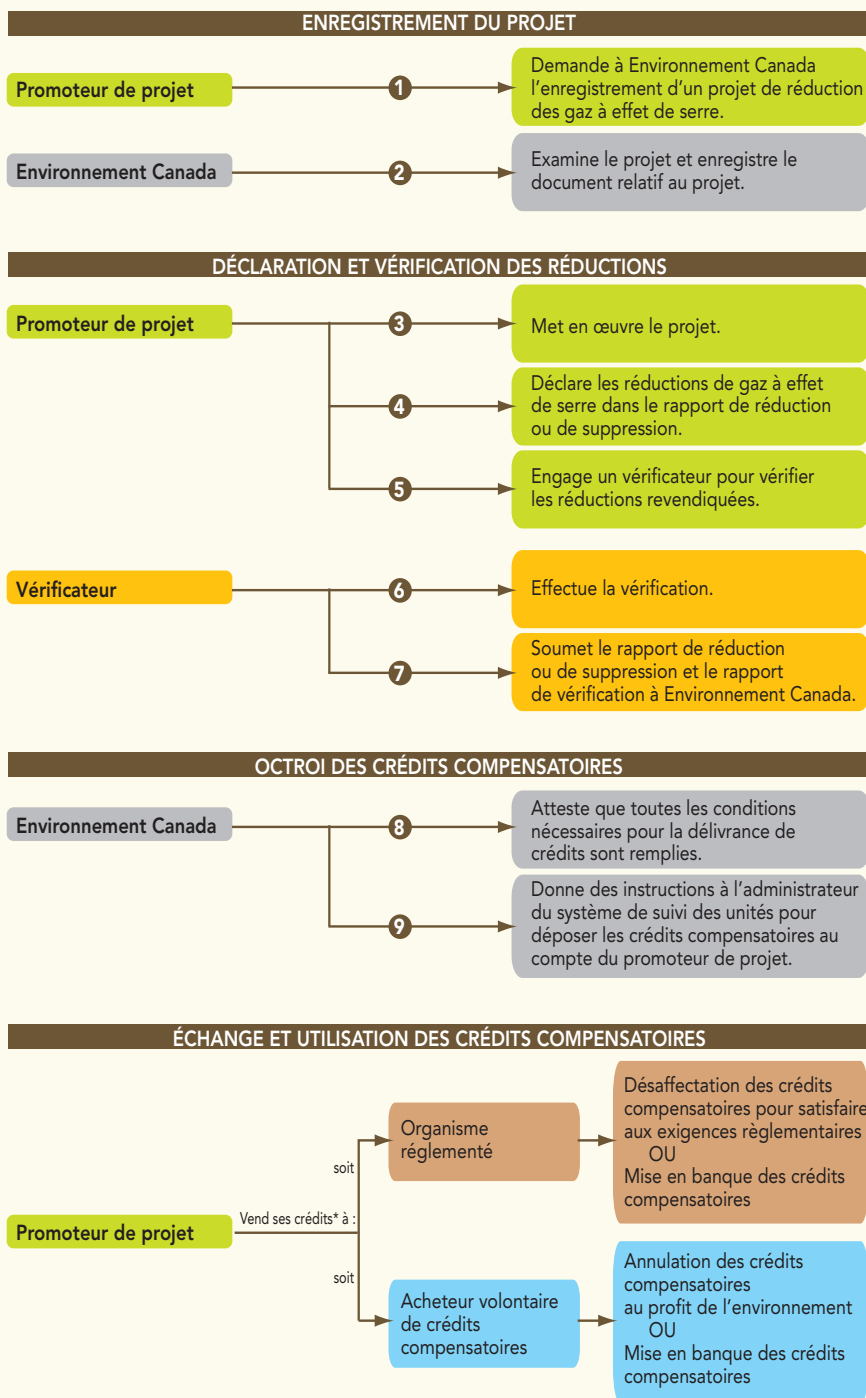 ENREGISTREMENT DU PROJET
Promoteur de projet
1
Demande à Environnement Canada
l'enregistrement d'un projet de réduction
des gaz à effet de serre.
Environnement Canada
2
Examine le projet et enregistre le
document relatif au projet.
DÉCLARATION ET VÉRIFICATION DES RÉDUCTIONS
Promoteur de projet
3
Met en œuvre le projet.
4
Déclare les réductions de gaz à effet
de serre dans le rapport de réduction
ou de suppression.
5
Engage un vérificateur pour vérifier
les réductions revendiquées.
Vérificateur
6
Effectue la vérification.
7
Soumet le rapport de réduction
ou de suppression et le rapport
de vérification à Environnement Canada.
OCTROI DES CRÉDITS COMPENSATOIRES
Environnement Canada
8
Atteste que toutes les conditions
nécessaires pour la délivrance de
crédits sont remplies.
9
Donne des instructions à l'administrateur
du système de suivi des unités pour
déposer les crédits compensatoires au
compte du promoteur de projet.
ÉCHANGE ET UTILISATION DES CRÉDITS COMPENSATOIRES
Promoteur de projet
Vend ses crédits* à :
soit
Organisme
réglementé
Désaffectation des crédits
compensatoires pour satisfaire
aux exigences règlementaires
OU
Mise en banque des crédits
compensatoires
soit
Acheteur volontaire
de crédits
compensatoires
Annulation des crédits
compensatoires
au profit de l'environnement
OU
Mise en banque des crédits
compensatoires